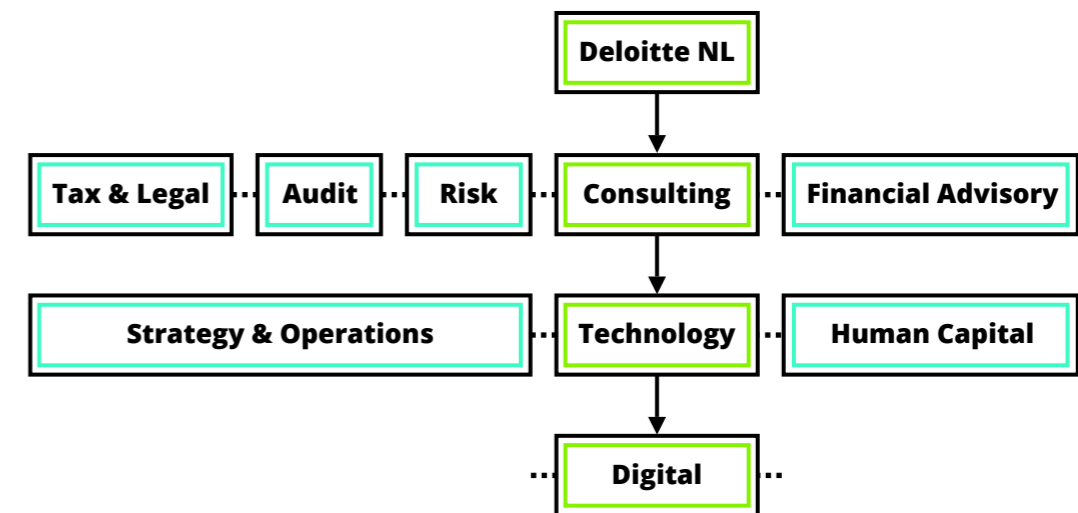 Deloitte NL
Tax & Legal
Audit
Risk
Consulting
Financial Advisory
Strategy & Operations
Technology
Human Capital
Digital